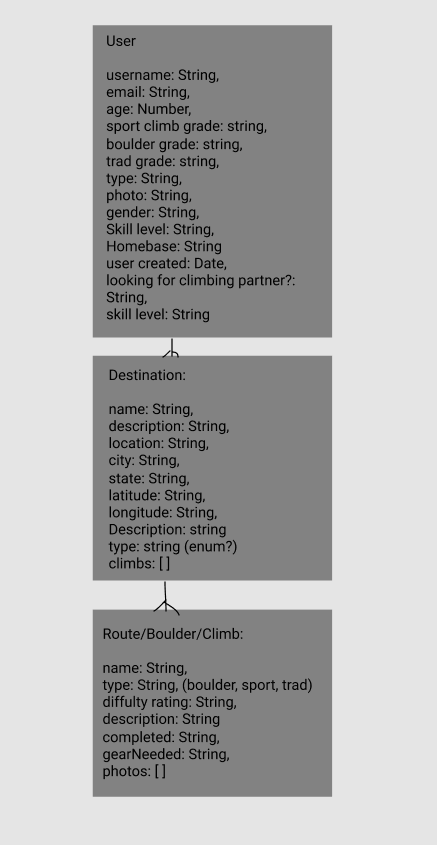 User
username: String,
email: String,
age: Number,
sport climb grade: string,
boulder grade: string,
trad grade: string,
type: String,
photo: String,
gender: String,
Skill level: String,
Homebase: String
user created: Date,
looking for climbing partner?:
String,
skill level: String
Destination:
name: String,
description: String,
location: String,
city: String,
state: String,
latitude: String,
longitude: String,
Description: string
type: string (enum?)
climbs: [ ]
Route/Boulder/Climb:
name: String,
type: String, (boulder, sport, trad)
diffulty rating: String,
description: String
completed: String,
gearNeeded: String,
photos: [ ]